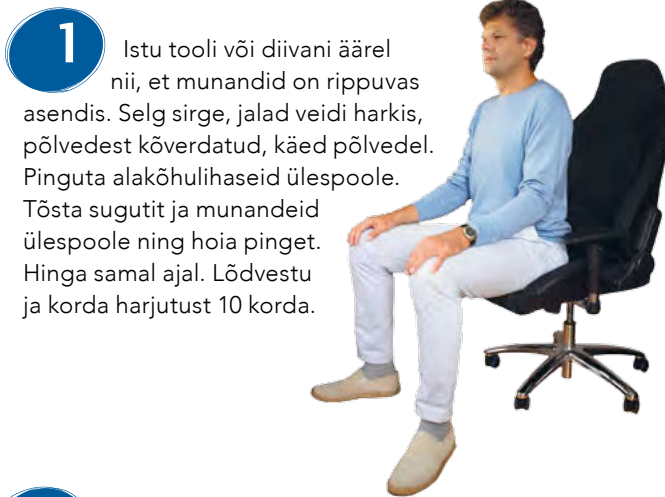 1
Istu tooli või diivani äärel
nii, et munandid on rippuvas
asendis. Selg sirge, jalad veidi harkis,
põlvedest kõverdatud, käed põlvedel.
Pinguta alakõhulihaseid ülespoole.
Tõsta sugutit ja munandeid
ülespoole ning hoia pinget.
Hinga samal ajal. Lõdvestu
ja korda harjutust 10 korda.